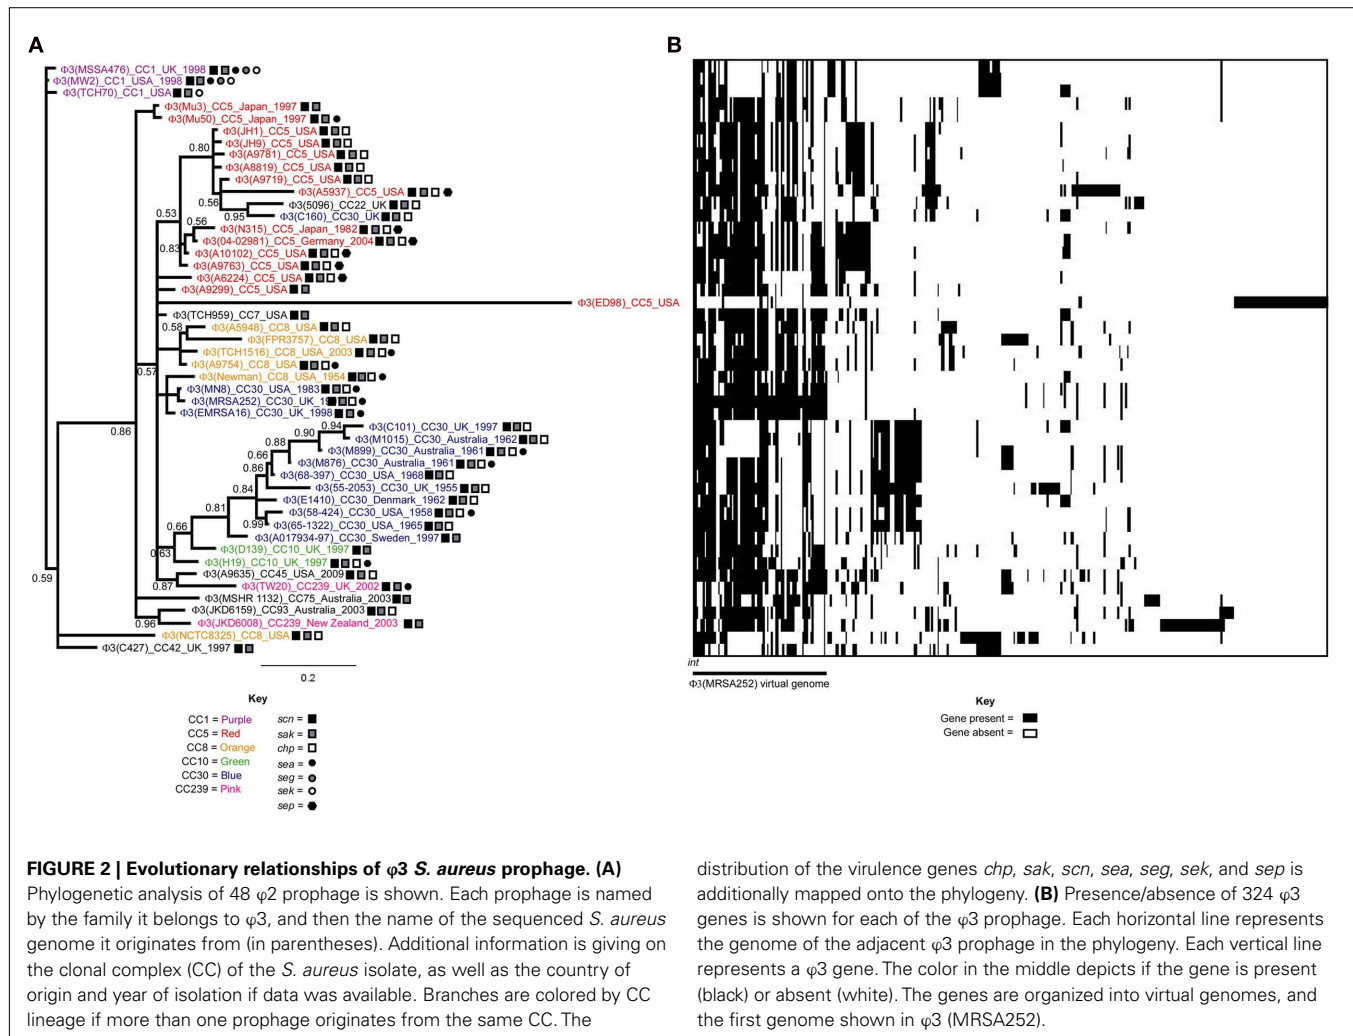 A
B
Φ3(MSSA476)_CC1_UK_1998
Φ3(MW2)_CC1_USA_1998
Φ3(TCH70)_CC1_USA
Φ3(Mu3)_CC5_Japan_1997
Φ3(Mu50)_CC5_Japan_1997
Φ3(JH1)_CC5_USA
0.80
Φ3(JH9)_CC5_USA
Φ3(A9781)_CC5_USA
Φ3(A8819)_CC5_USA
Φ3(A9719)_CC5_USA
Φ3(A5937)_CC5_USA
0.56
Φ3(5096)_CC22_UK
0.95
Φ3(C160)_CC30_UK
0.53
0.56
Φ3(N315)_CC5_Japan_1982
Φ3(04-02981)_CC5_Germany_2004
0.83
Φ3(A10102)_CC5_USA
Φ3(A9763)_CC5_USA
Φ3(A6224)_CC5_USA
Φ3(A9299)_CC5_USA
Φ3(ED98)_CC5_USA
Φ3(TCH959)_CC7_USA
0.58
Φ3(A5948)_CC8_USA
Φ3(FPR3757)_CC8_USA
Φ3(TCH1516)_CC8_USA_2003
Φ3(A9754)_CC8_USA
0.57
Φ3(Newman)_CC8_USA_1954
Φ3(MN8)_CC30_USA_1983
Φ3(MRSA252)_CC30_UK_19
Φ3(EMRSA16)_CC30_UK_1998
0.86
0.94
Φ3(C101)_CC30_UK_1997
0.90
Φ3(M1015)_CC30_Australia_1962
0.88
Φ3(M899)_CC30_Australia_1961
0.66
Φ3(M876)_CC30_Australia_1961
0.86
Φ3(68-397)_CC30_USA_1968
0.84
Φ3(55-2053)_CC30_UK_1955
Φ3(E1410)_CC30_Denmark_1962
0.81
Φ3(58-424)_CC30_USA_1958
0.99
Φ3(65-1322)_CC30_USA_1965
0.66
Φ3(A017934-97)_CC30_Sweden_1997
0.63
Φ3(D139)_CC10_UK_1997
Φ3(H19)_CC10_UK_1997
Φ3(A9635)_CC45_USA_2009
0.59
0.87
Φ3(TW20)_CC239_UK_2002
Φ3(MSHR 1132)_CC75_Australia_2003
Φ3(JKD6159)_CC93_Australia_2003
0.96
Φ3(JKD6008)_CC239_New Zealand_2003
Φ3(NCTC8325)_CC8_USA
Φ3(C427)_CC42_UK_1997
0.2
int
Φ3(MRSA252) virtual genome
Key
CC1 = Purple
CC5 = Red
CC8 = Orange
CC10 = Green
CC30 = Blue
CC239 = Pink
scn =
sak =
chp =
sea =
seg =
sek =
sep =
Key
Gene present =
Gene absent =
FIGURE 2 | Evolutionary relationships of φ3 S. aureus prophage. (A)
Phylogenetic analysis of 48 φ2 prophage is shown. Each prophage is named
by the family it belongs to φ3, and then the name of the sequenced S. aureus
genome it originates from (in parentheses). Additional information is giving on
the clonal complex (CC) of the S. aureus isolate, as well as the country of
origin and year of isolation if data was available. Branches are colored by CC
lineage if more than one prophage originates from the same CC. The
distribution of the virulence genes chp, sak, scn, sea, seg, sek, and sep is
additionally mapped onto the phylogeny. (B) Presence/absence of 324 φ3
genes is shown for each of the φ3 prophage. Each horizontal line represents
the genome of the adjacent φ3 prophage in the phylogeny. Each vertical line
represents a φ3 gene. The color in the middle depicts if the gene is present
(black) or absent (white). The genes are organized into virtual genomes, and
the first genome shown in φ3 (MRSA252).